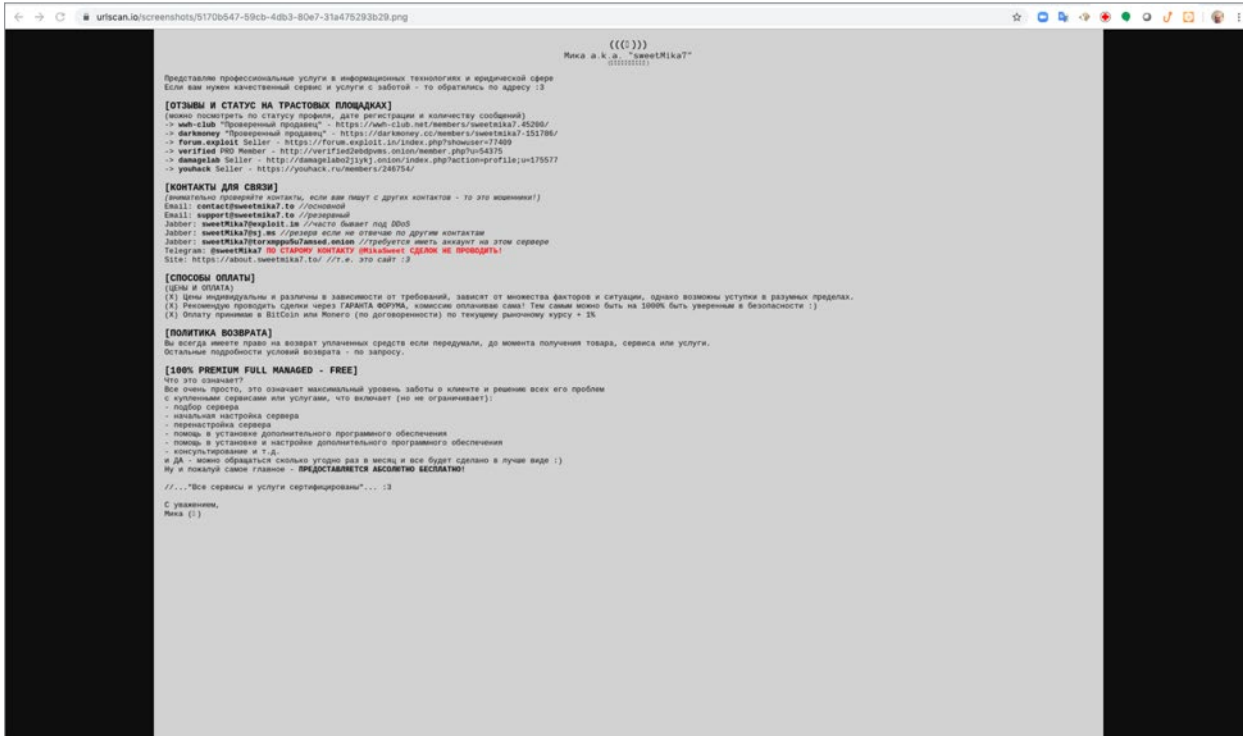 urlscan.io/screenshots/5170b547-59cb-4db3-80e7-31a475293b29.png
Мика a.k.a. "sweetMika7"
Представляю профессиональные услуги в информационных технологиях и юридической сфере
Если вам нужен качественный сервис и услуги с заботой - то обратились по адресу :3
[ОТЗЫВЫ И СТАТУС НА ТРАСТОВЫХ ПЛОЩАДКАХ]
(можно посмотреть по статусу профиля, дате регистрации и количеству сообщений)
-> wwh-club "Проверенный продавец" - https://wwh-club.net/members/sweetmika7.45200/
-> darkmoney "Проверенный продавец" - https://darkmoney.cc/members/sweetmika7-151786/
-> forum.exploit Seller - https://forum.exploit.in/index.php?showuser=77409
-> verified PRO Member - http://verified2ebdpvms.onion/member.php?u=54375
-> damagelab Seller - http://damagelabo2jiykj.onion/index.php?action=profile;u=175577
-> youhack Seller - https://youhack.ru/members/246754/
[КОНТАКТЫ ДЛЯ СВЯЗИ]
(внимательно проверяйте контакты, если вам пишут с других контактов - то это мошенники!)
Email: contact@sweetmika7.to //основной
Email: support@sweetmika7.to //резервный
Jabber: sweetMika7@exploit.im //часто бывает под DDoS
Jabber: sweetMika7@sj.ms //резерв если не отвечаю по другим контактам
Jabber: sweetMika7@torxmppu5u7amsed.onion //требуется иметь аккаунт на этом сервере
Telegram: @sweetMika7 ПО СТАРОМУ КОНТАКТУ @MikaSweet СДЕЛОК НЕ ПРОВОДИТЬ!
Site: https://about.sweetmika7.to/ //т.е. это сайт :3
[СПОСОБЫ ОПЛАТЫ]
(ЦЕНЫ И ОПЛАТА)
(X) Цены индивидуальны и различны в зависимости от требований, зависят от множества факторов и ситуации, однако возможны уступки в разумных пределах.
(X) Рекомендую проводить сделки через ГАРАНТА ФОРУМА, комиссию оплачиваю сама! Тем самым можно быть на 1000% быть уверенным в безопасности :)
(X) Оплату принимаю в BitCoin или Monero (по договоренности) по текущему рыночному курсу + 1%
[ПОЛИТИКА ВОЗВРАТА]
Вы всегда имеете право на возврат уплаченных средств если передумали, до момента получения товара, сервиса или услуги.
Остальные подробности условий возврата - по запросу.
[100% PREMIUM FULL MANAGED - FREE]
Что это означает?
Все очень просто, это означает максимальный уровень заботы о клиенте и решению всех его проблем
с купленными сервисами или услугами, что включает (но не ограничивает):
- подбор сервера
- начальная настройка сервера
- перенастройка сервера
- помощь в установке дополнительного программного обеспечения
- помощь в установке и настройке дополнительного программного обеспечения
- консультирование и т.д.
и ДА - можно обращаться сколько угодно раз в месяц и все будет сделано в лучше виде :)
Ну и пожалуй самое главное - ПРЕДОСТАВЛЯЕТСЯ АБСОЛЮТНО БЕСПЛАТНО!
//..."Все сервисы и услуги сертифицированы"... :3
С уважением,
Мика